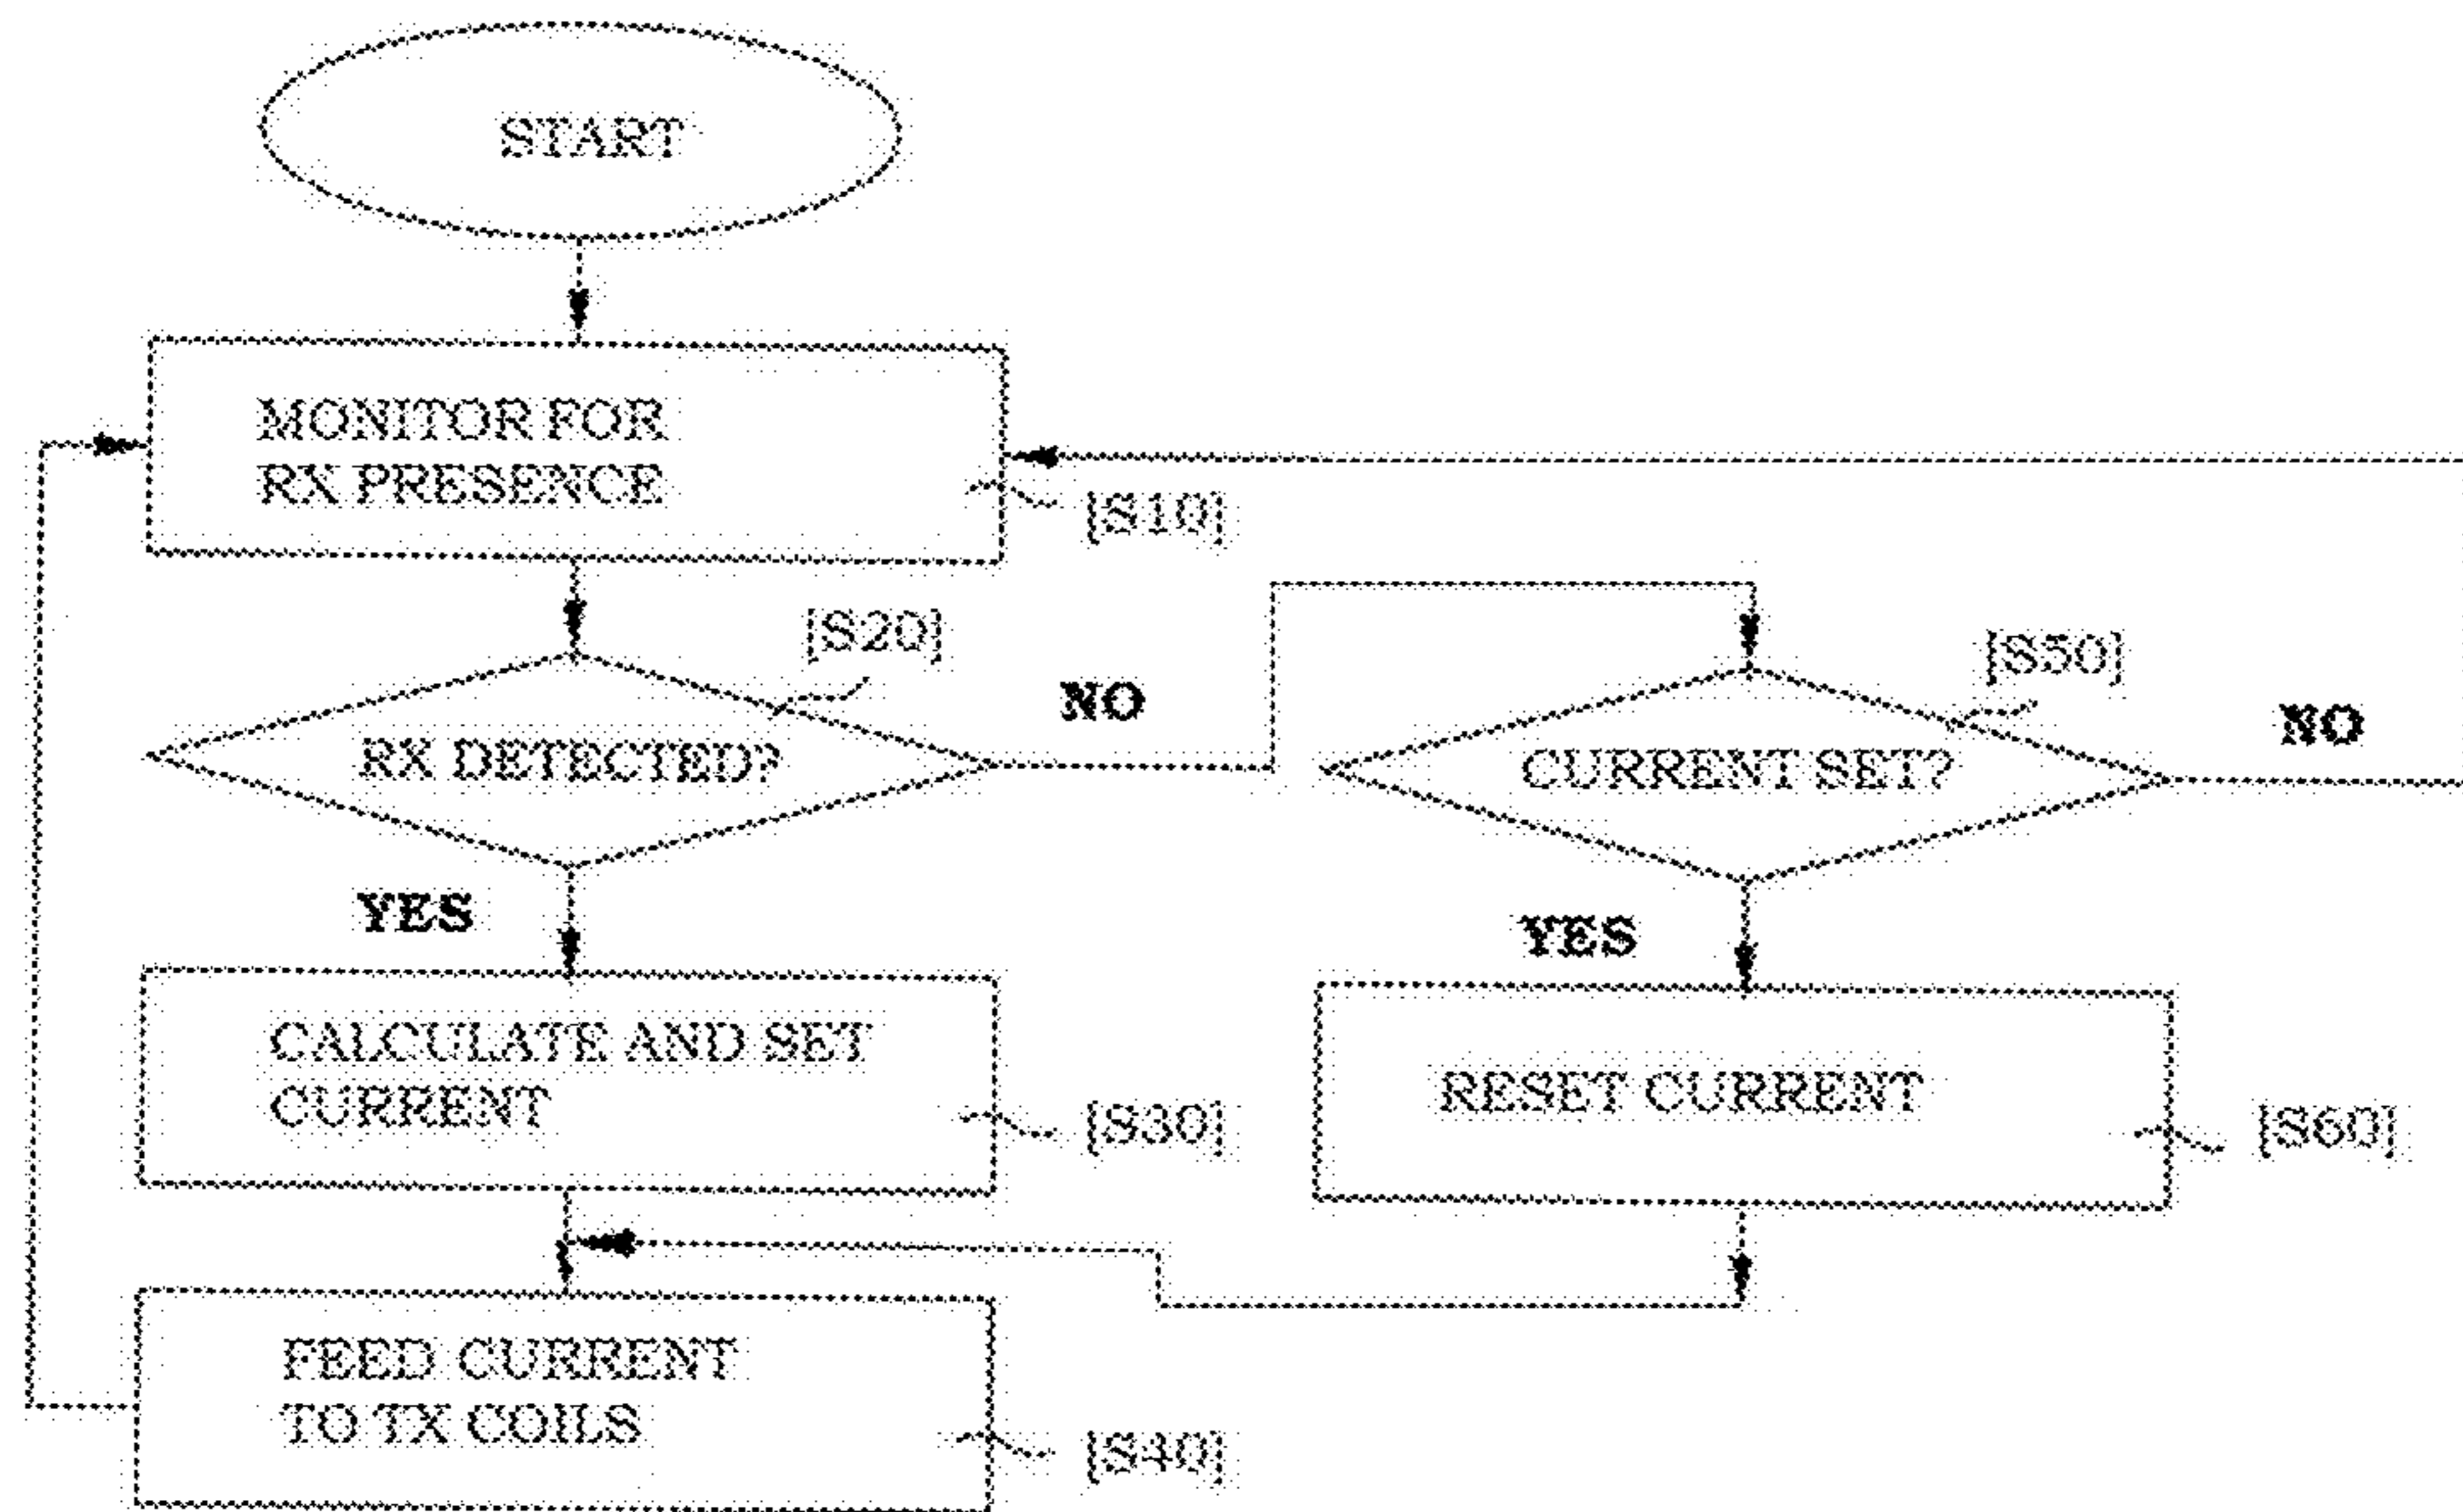 START
MONITOR FOR
RX PRESENCE
[S10]
[S20]
RX DETECTED?
NO
[S50]
CURRENT SET?
NO
YES
YES
CALCULATE AND SET
CURRENT
[S30]
RESET CURRENT
[S60]
FEED CURRENT
TO TX COILS
[S40]